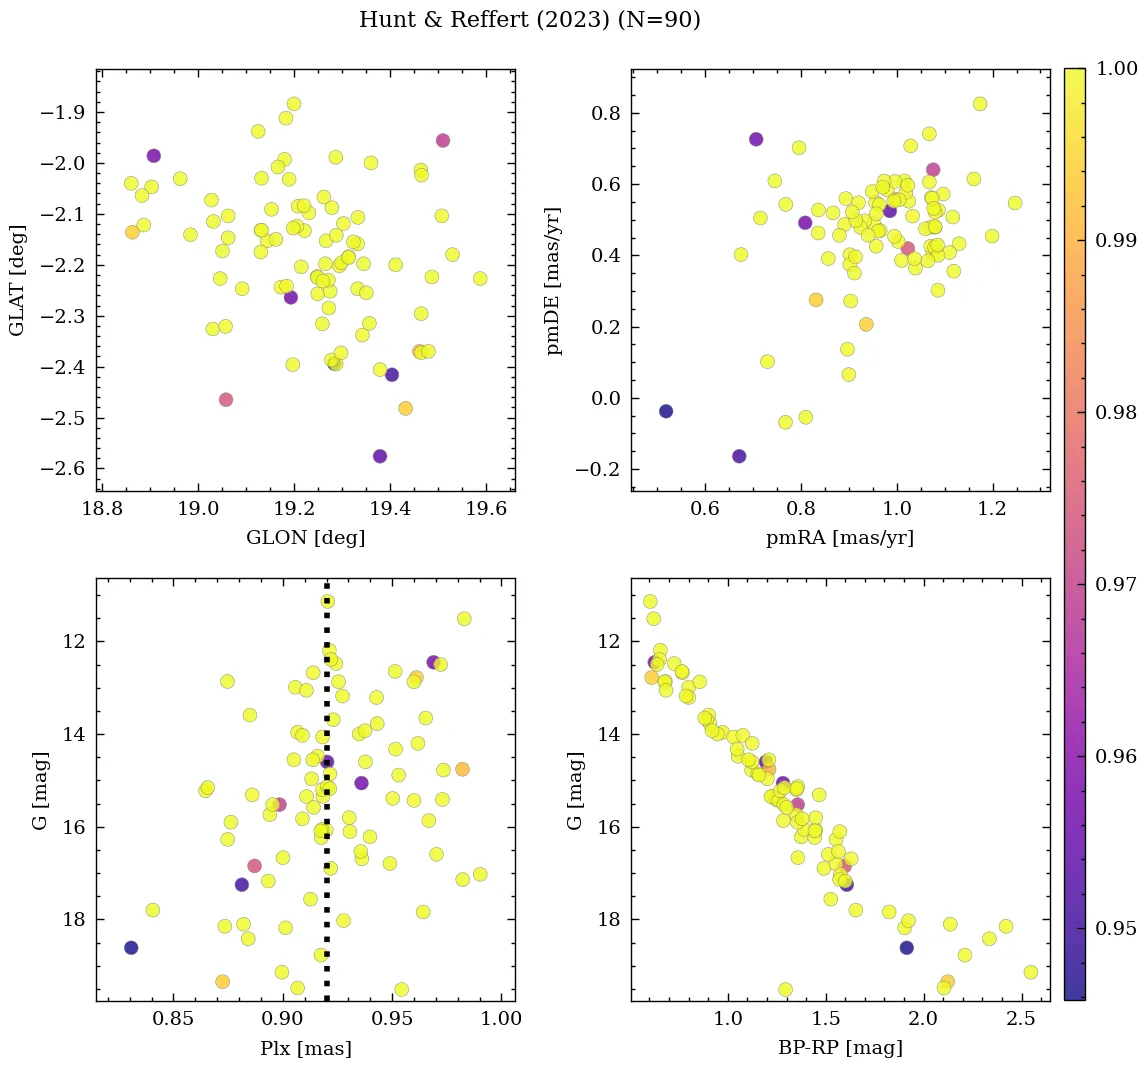 Hunt & Reffert (2023) (N=90)
−1.9
−2.0
−2.1
−2.2
−2.3
−2.4
−2.5
−2.6
GLAT [deg]
18.8 19.0 19.2 19.4 19.6
GLON [deg]
0.8
0.6
0.4
0.2
0.0
−0.2
pmDE [mas/yr]
0.6 0.8 1.0 1.2
pmRA [mas/yr]
12
14
16
18
G [mag]
0.85 0.90 0.95 1.00
Plx [mas]
12
14
16
18
G [mag]
1.0 1.5 2.0 2.5
BP-RP [mag]
1.00
0.99
0.98
0.97
0.96
0.95